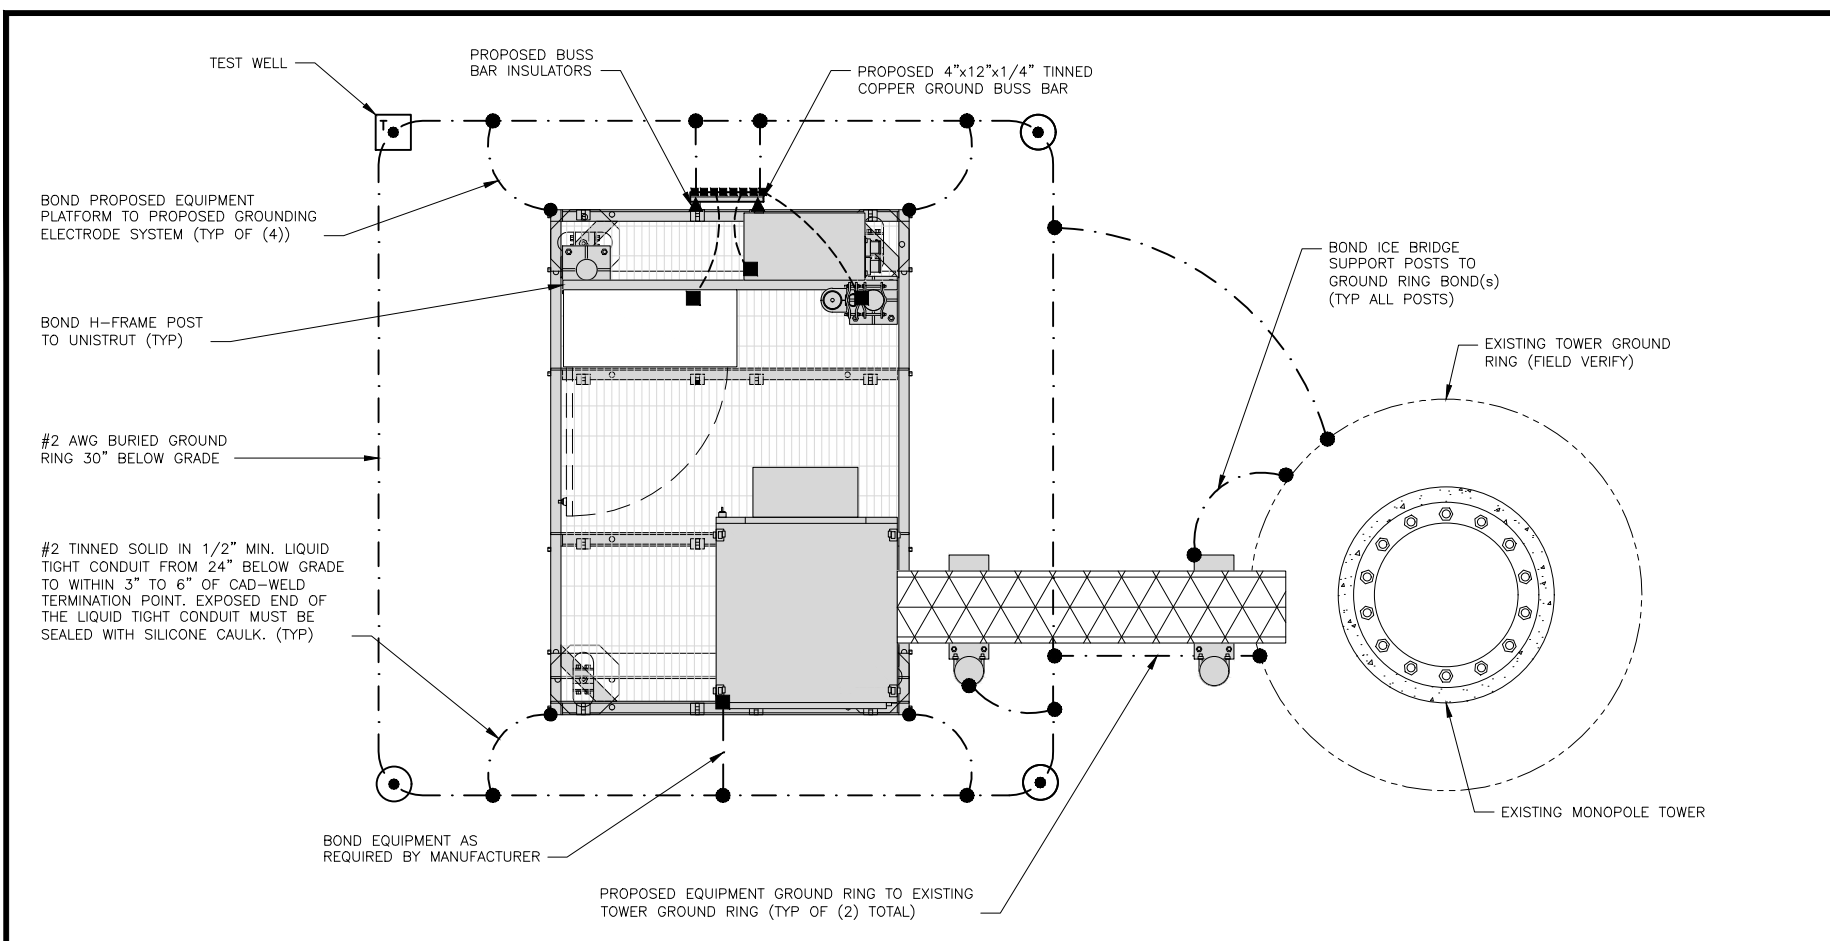 TEST WELL
PROPOSED BUSS
BAR INSULATORS
PROPOSED 4"x12"x1/4" TINNED
COPPER GROUND BUSS BAR
T
BOND PROPOSED EQUIPMENT
PLATFORM TO PROPOSED GROUNDING
ELECTRODE SYSTEM (TYP OF (4))
BOND ICE BRIDGE
SUPPORT POSTS TO
GROUND RING BOND(s)
(TYP ALL POSTS)
BOND H-FRAME POST
TO UNISTRUT (TYP)
EXISTING TOWER GROUND
RING (FIELD VERIFY)
#2 AWG BURIED GROUND
RING 30" BELOW GRADE
#2 TINNED SOLID IN 1/2" MIN. LIQUID
TIGHT CONDUIT FROM 24" BELOW GRADE
TO WITHIN 3" TO 6" OF CAD-WELD
TERMINATION POINT. EXPOSED END OF
THE LIQUID TIGHT CONDUIT MUST BE
SEALED WITH SILICONE CAULK. (TYP)
EXISTING MONOPOLE TOWER
BOND EQUIPMENT AS
REQUIRED BY MANUFACTURER
PROPOSED EQUIPMENT GROUND RING TO EXISTING
TOWER GROUND RING (TYP OF (2) TOTAL)